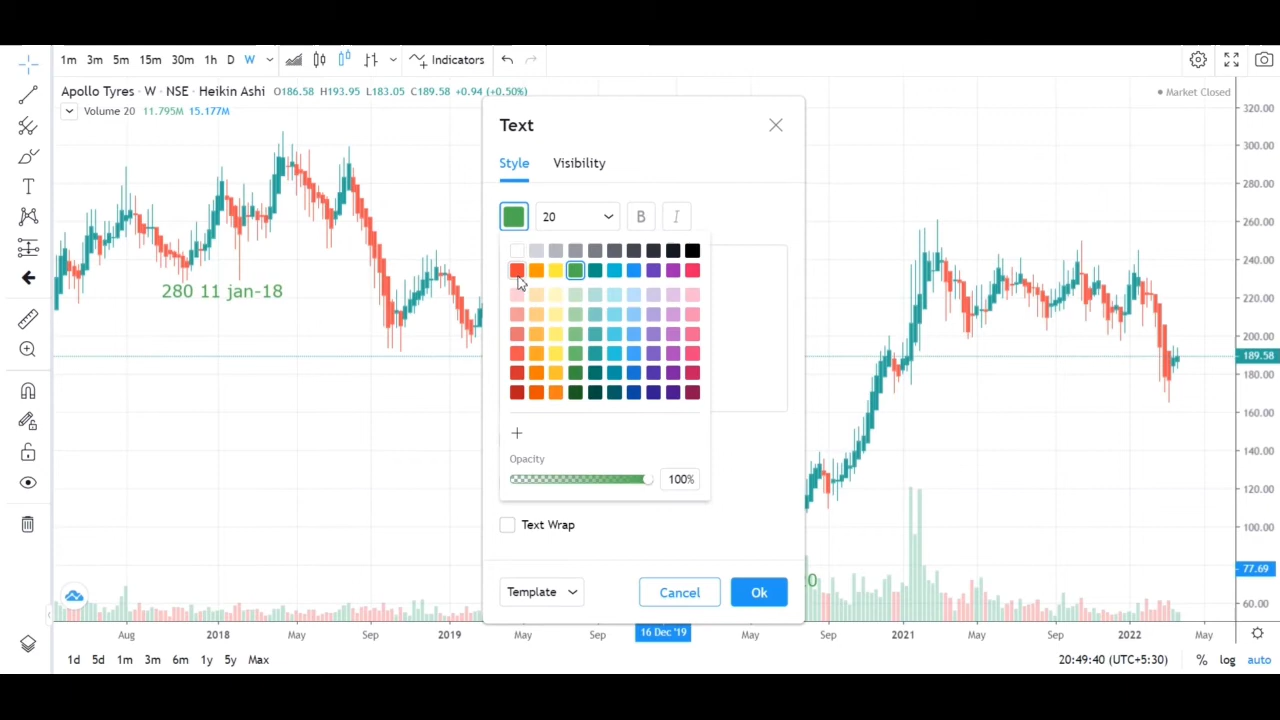 1m 3m 5m 15m 30m 1h D W Indicators
Apollo Tyres • W • NSE • Heikin Ashi O186.58 H193.95 L183.05 C189.58 +0.94 (+0.50%)
Market Closed
Volume 20 11.795M 15.177M
Text
Style Visibility
20 B I
280 11 jan-18
Opacity
100%
Text Wrap
Template Cancel Ok
0
320.00
300.00
280.00
260.00
240.00
220.00
200.00
189.58
180.00
160.00
140.00
120.00
100.00
77.69
60.00
Aug 2018 May Sep 2019 May Sep 16 Dec '19 May Sep 2021 May Sep 2022 May
1d 5d 1m 3m 6m 1y 5y Max 20:49:40 (UTC+5:30) % log auto